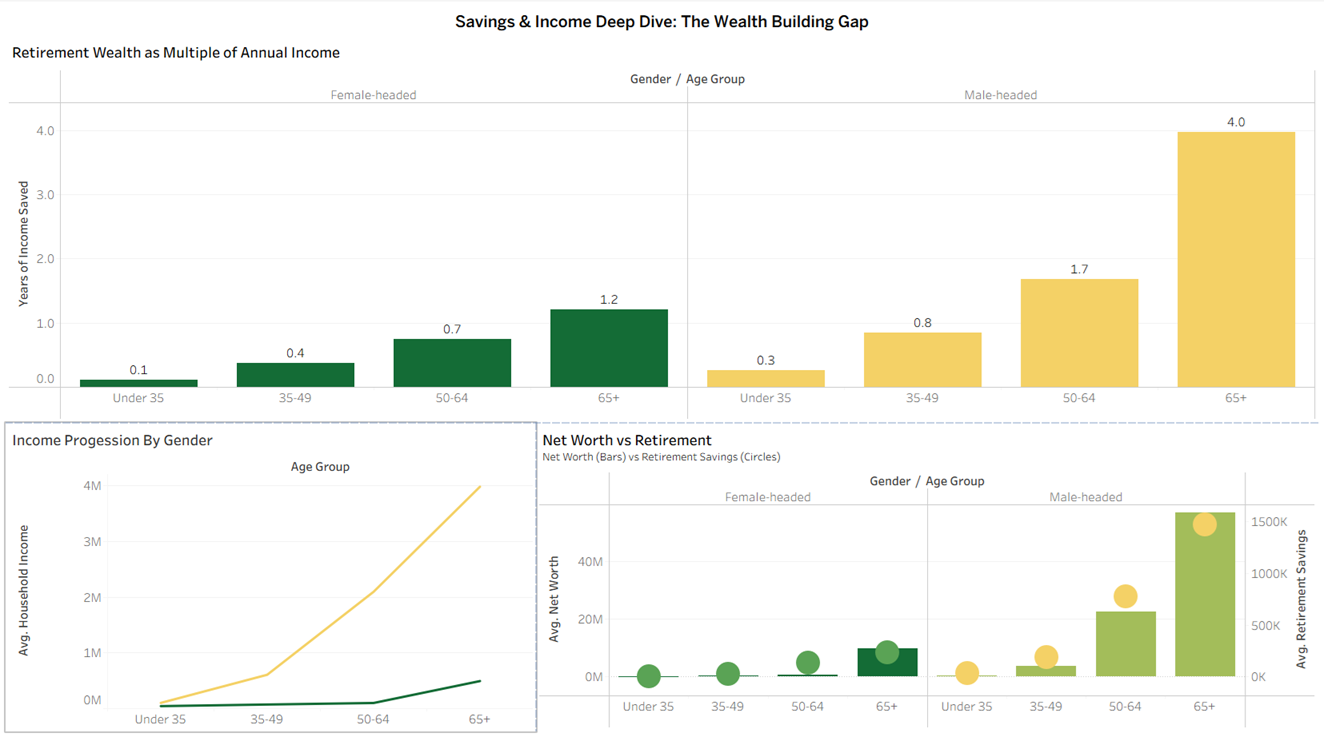 Savings & Income Deep Dive: The Wealth Building Gap
Retirement Wealth as Multiple of Annual Income
Gender / Age Group
Female-headed Male-headed
Years of Income Saved
4.0
3.0
2.0
1.0
0.0
0.1 0.4 0.7 1.2 0.3 0.8 1.7 4.0
Under 35 35-49 50-64 65+ Under 35 35-49 50-64 65+
Income Progession By Gender
Age Group
Avg. Household Income
4M
3M
2M
1M
0M
Under 35 35-49 50-64 65+
Net Worth vs Retirement
Net Worth (Bars) vs Retirement Savings (Circles)
Gender / Age Group
Female-headed Male-headed
Avg. Net Worth
40M
20M
0M
1500K
1000K
500K
0K
Avg. Retirement Savings
Under 35 35-49 50-64 65+ Under 35 35-49 50-64 65+